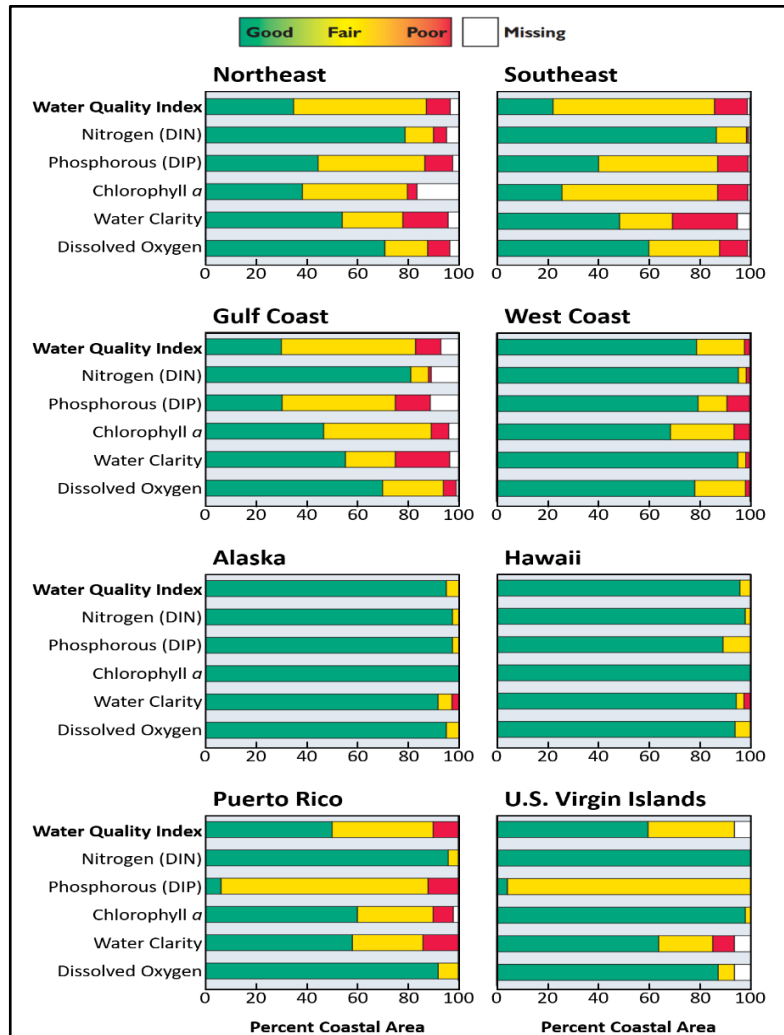 Good Fair Poor Missing
Northeast Southeast
Water Quality Index
Nitrogen (DIN)
Phosphorous (DIP)
Chlorophyll a
Water Clarity
Dissolved Oxygen
0 20 40 60 80 100 0 20 40 60 80 100
Gulf Coast West Coast
Water Quality Index
Nitrogen (DIN)
Phosphorous (DIP)
Chlorophyll a
Water Clarity
Dissolved Oxygen
0 20 40 60 80 100 0 20 40 60 80 100
Alaska Hawaii
Water Quality Index
Nitrogen (DIN)
Phosphorous (DIP)
Chlorophyll a
Water Clarity
Dissolved Oxygen
0 20 40 60 80 100 0 20 40 60 80 100
Puerto Rico U.S. Virgin Islands
Water Quality Index
Nitrogen (DIN)
Phosphorous (DIP)
Chlorophyll a
Water Clarity
Dissolved Oxygen
0 20 40 60 80 100 0 20 40 60 80 100
Percent Coastal Area Percent Coastal Area